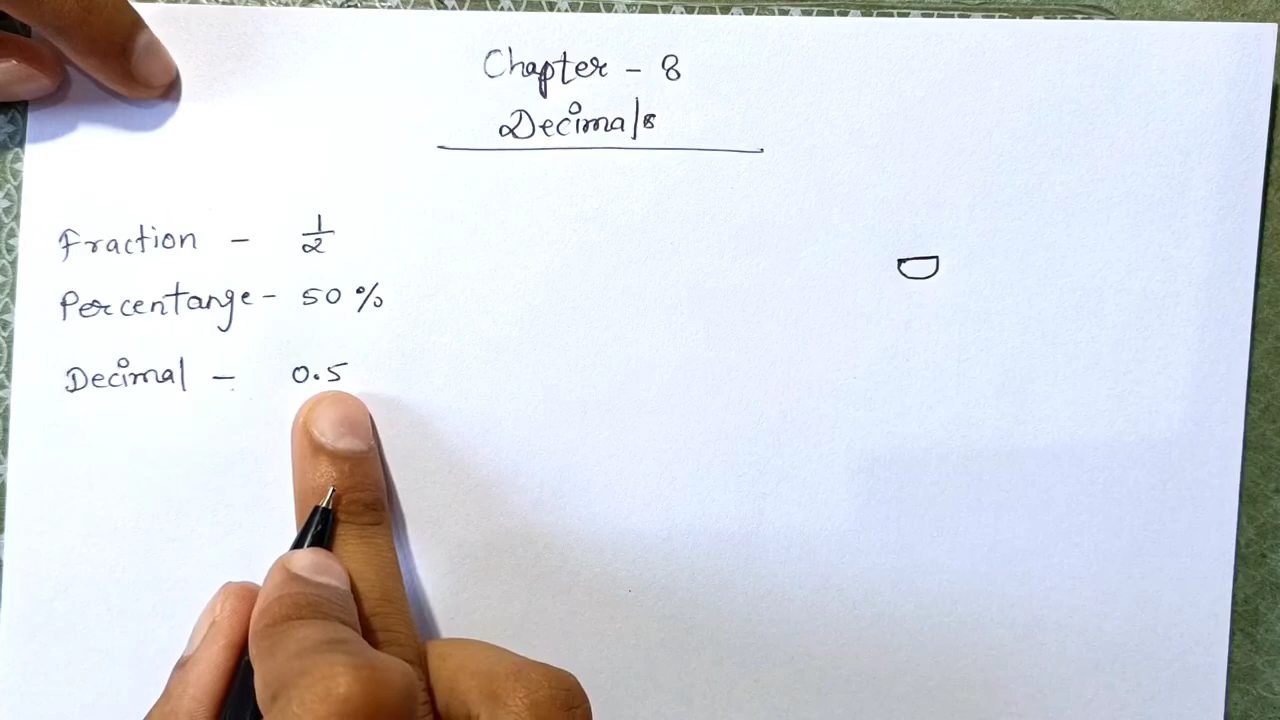 Chapter - 8
Decimals
Fraction - 1/2
Percentange - 50 %
Decimal - 0.5